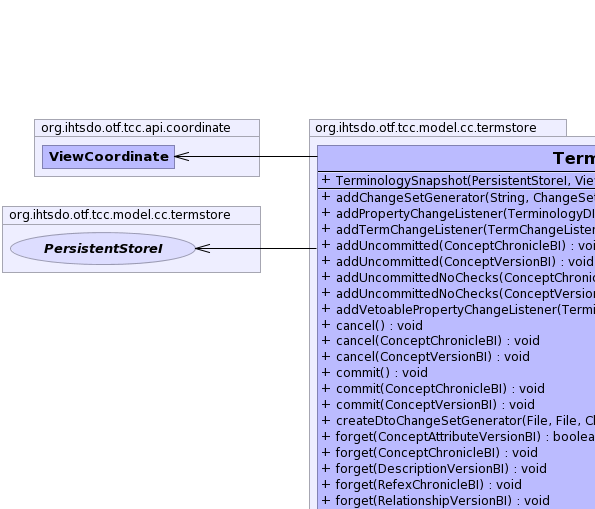 org.ihtsdo.otf.tcc.api.coordinate
ViewCoordinate
org.ihtsdo.otf.tcc.model.cc.termstore
PersistentStoreI
org.ihtsdo.otf.tcc.model.cc.termstore
Term
+ TerminologySnapshot(PersistentStoreI, Vie
+ addChangeSetGenerator(String, ChangeSet
+ addPropertyChangeListener(TerminologyDI
+ addTermChangeListener(TermChangeListen
+ addUncommitted(ConceptChronicleBI) : voi
+ addUncommitted(ConceptVersionBI) : void
+ addUncommittedNoChecks(ConceptChronic
+ addUncommittedNoChecks(ConceptVersion
+ addVetoablePropertyChangeListener(Termi
+ cancel() : void
+ cancel(ConceptChronicleBI) : void
+ cancel(ConceptVersionBI) : void
+ commit() : void
+ commit(ConceptChronicleBI) : void
+ commit(ConceptVersionBI) : void
+ createDtoChangeSetGenerator(File, File, Cl
+ forget(ConceptAttributeVersionBI) : boolea
+ forget(ConceptChronicleBI) : void
+ forget(DescriptionVersionBI) : void
+ forget(RefexChronicleBI) : void
+ forget(RelationshipVersionBI) : void